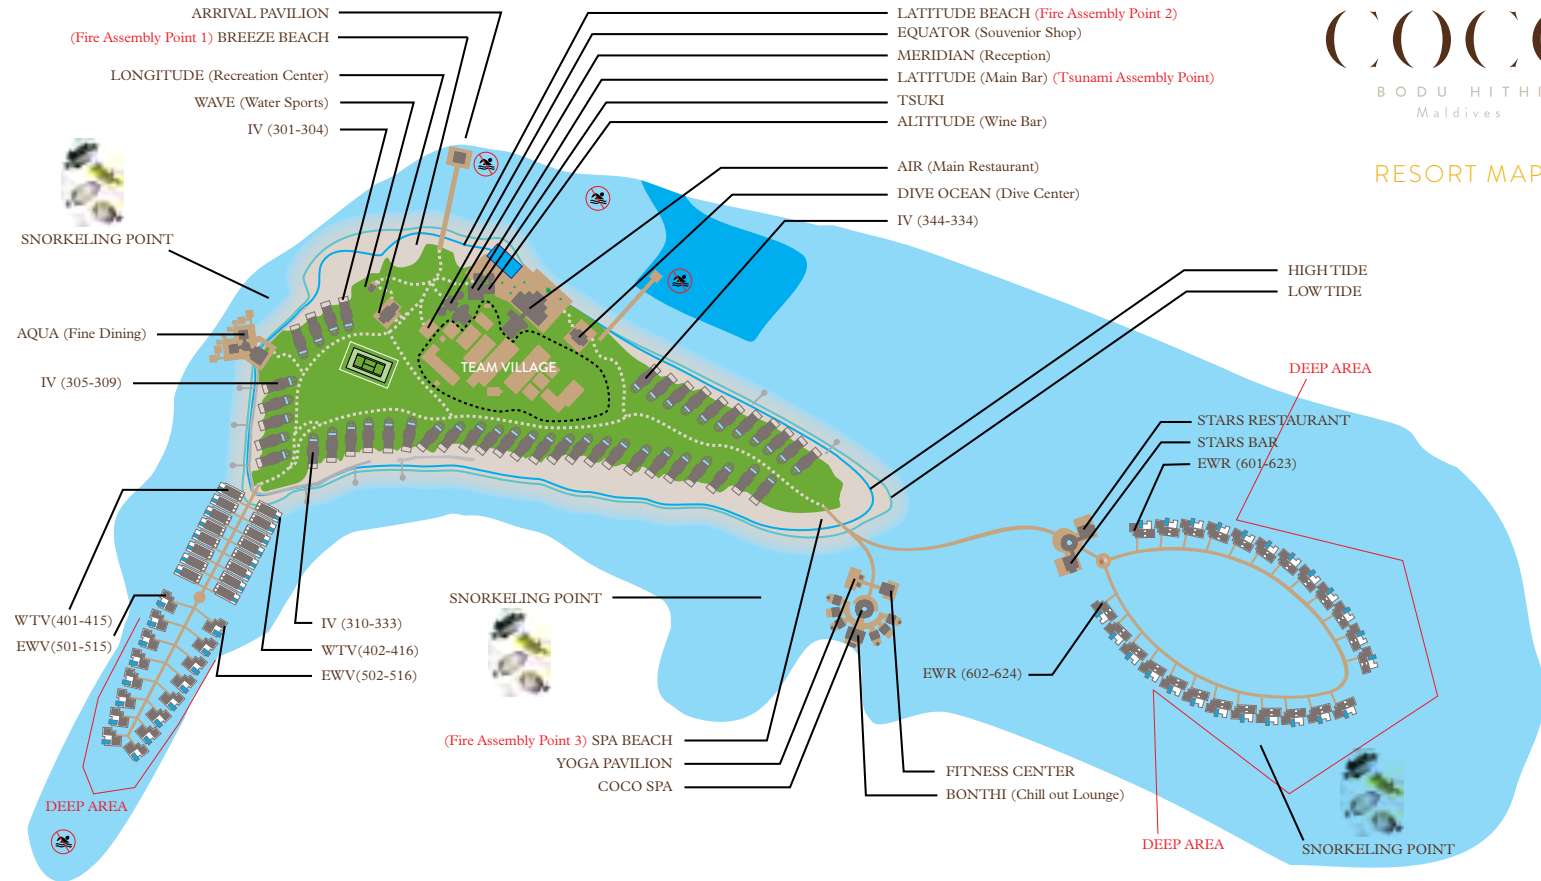 ARRIVAL PAVILION
(Fire Assembly Point 1) BREEZE BEACH
LONGITUDE (Recreation Center)
WAVE (Water Sports)
IV (301-304)
LATITUDE BEACH (Fire Assembly Point 2)
EQUATOR (Souvenior Shop)
MERIDIAN (Reception)
LATITUDE (Main Bar) (Tsunami Assembly Point)
TSUKI
ALTITUDE (Wine Bar)
AIR (Main Restaurant)
DIVE OCEAN (Dive Center)
IV (344-334)
COCO
BODU HITHI
Maldives
RESORT MAP
SNORKELING POINT
AQUA (Fine Dining)
IV (305-309)
TEAM VILLAGE
HIGH TIDE
LOW TIDE
DEEP AREA
STARS RESTAURANT
STARS BAR
EWR (601-623)
WTV(401-415)
EWV(501-515)
IV (310-333)
WTV(402-416)
EWV(502-516)
SNORKELING POINT
EWR (602-624)
(Fire Assembly Point 3) SPA BEACH
YOGA PAVILION
COCO SPA
FITNESS CENTER
BONTHI (Chill out Lounge)
DEEP AREA
DEEP AREA
SNORKELING POINT